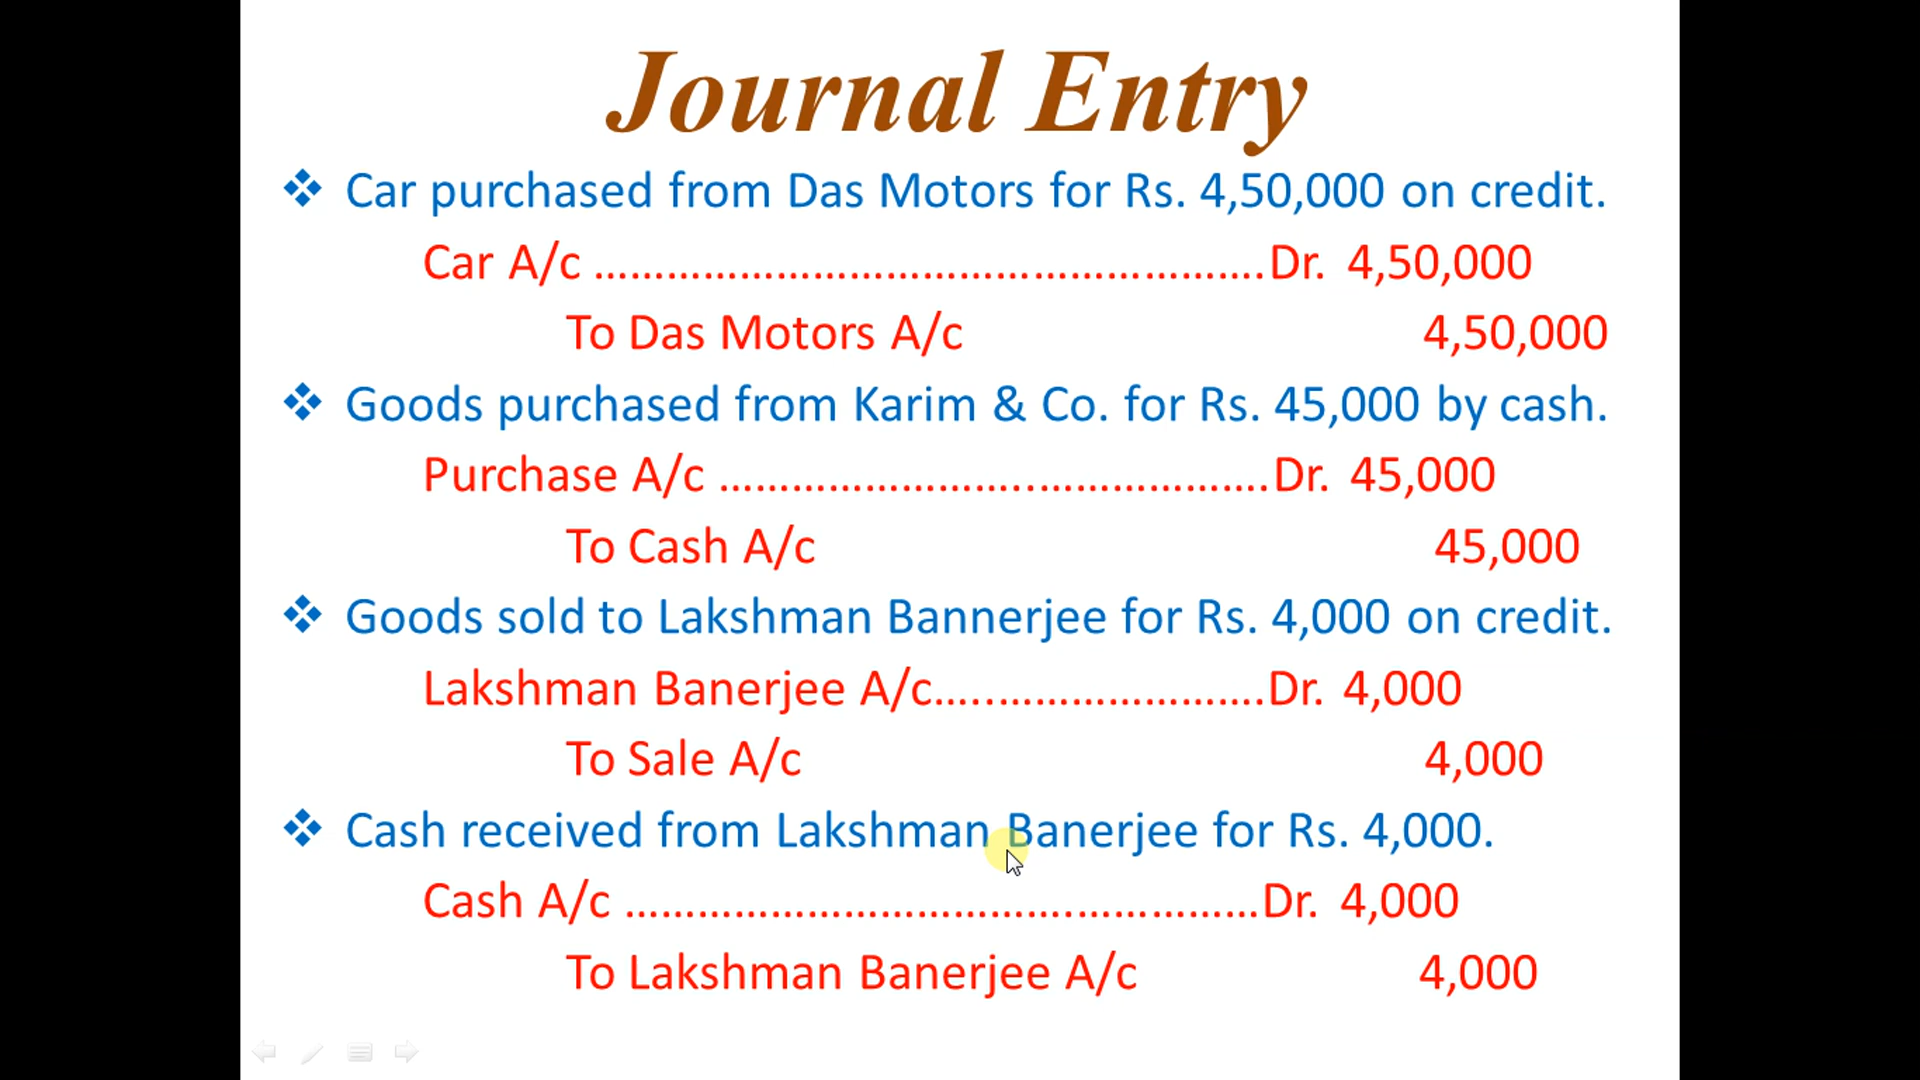 Journal Entry
❖ Car purchased from Das Motors for Rs. 4,50,000 on credit.
Car A/c ……………………………………………….Dr. 4,50,000
To Das Motors A/c 4,50,000
❖ Goods purchased from Karim & Co. for Rs. 45,000 by cash.
Purchase A/c ……………………..……………….Dr. 45,000
To Cash A/c 45,000
❖ Goods sold to Lakshman Bannerjee for Rs. 4,000 on credit.
Lakshman Banerjee A/c…..………………….Dr. 4,000
To Sale A/c 4,000
❖ Cash received from Lakshman Banerjee for Rs. 4,000.
Cash A/c ……………………………….……………Dr. 4,000
To Lakshman Banerjee A/c 4,000